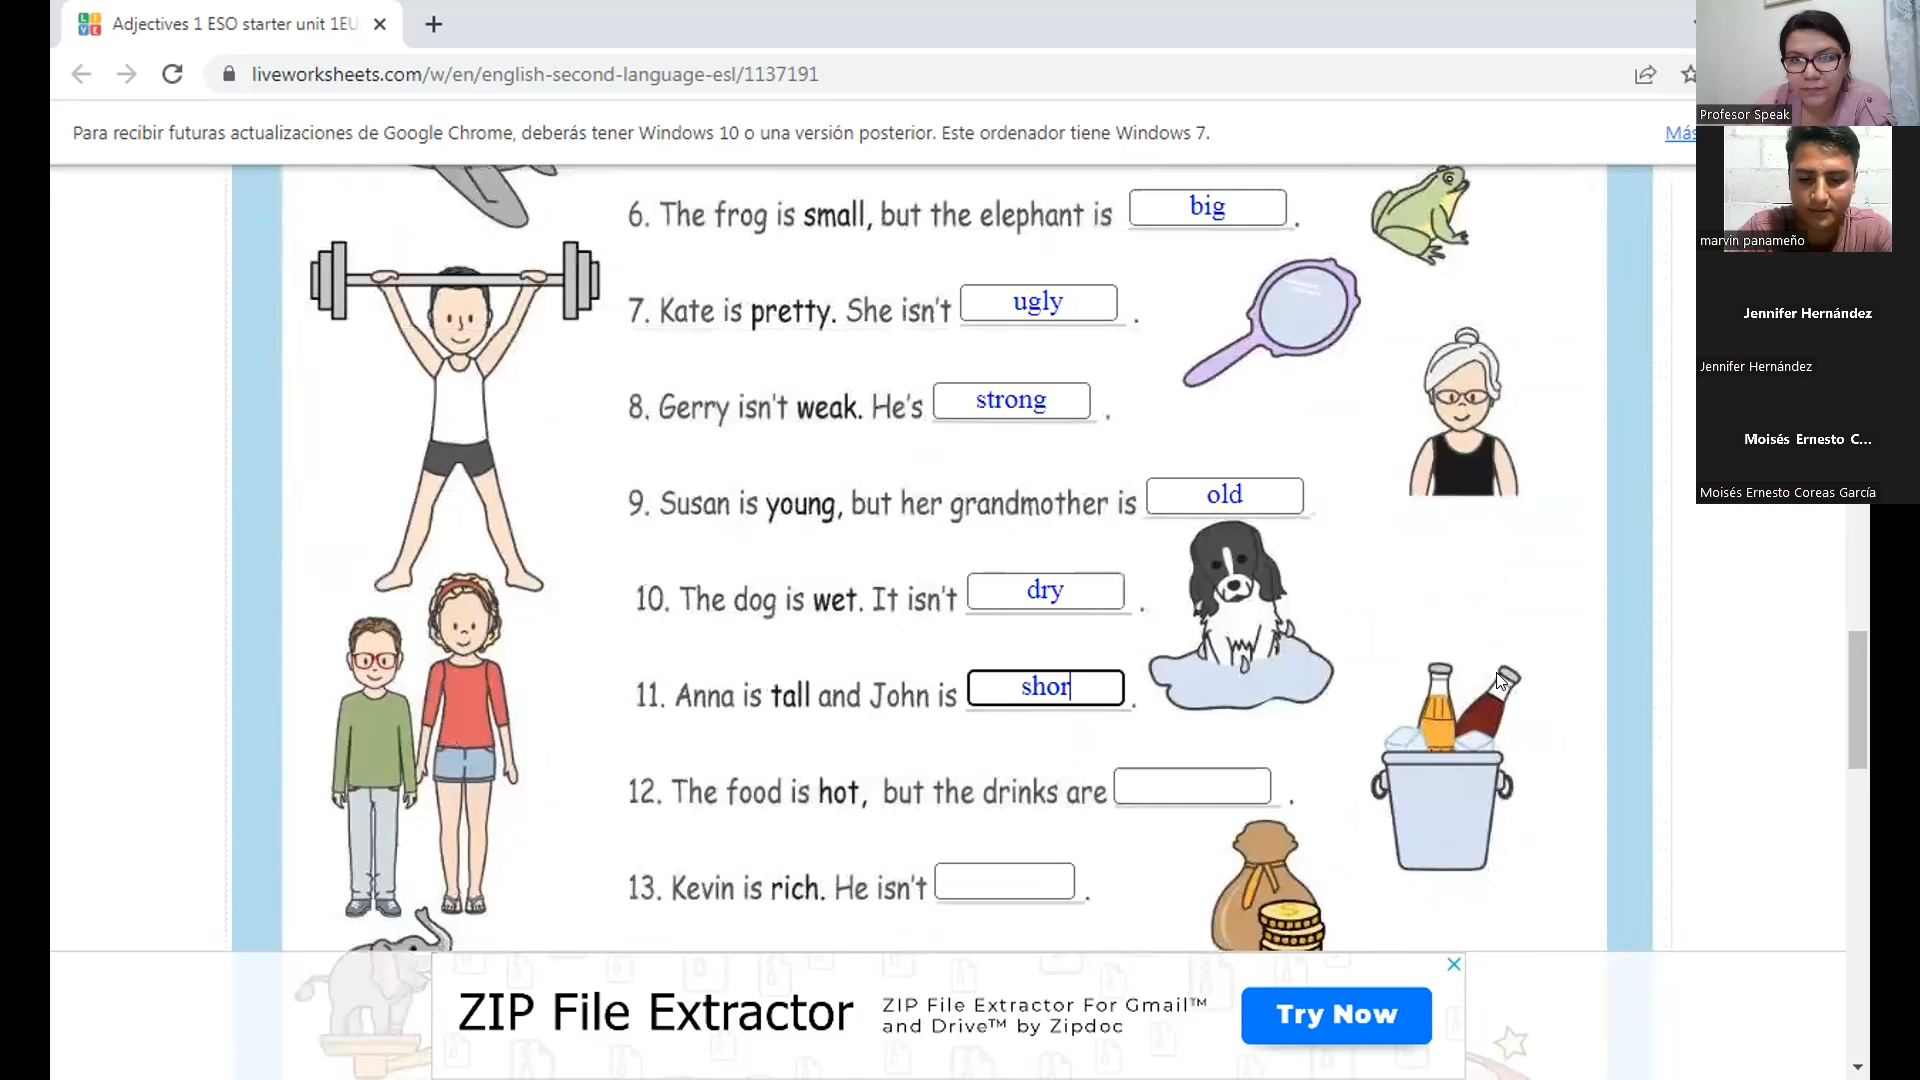 Adjectives 1 ESO starter unit 1EU
liveworksheets.com/w/en/english-second-language-esl/1137191
Para recibir futuras actualizaciones de Google Chrome, deberás tener Windows 10 o una versión posterior. Este ordenador tiene Windows 7.
Más
Profesor Speak
marvin panameño
Jennifer Hernández
Jennifer Hernández
Moisés Ernesto C...
Moisés Ernesto Coreas García
6. The frog is small, but the elephant is big.
7. Kate is pretty. She isn't ugly.
8. Gerry isn't weak. He's strong.
9. Susan is young, but her grandmother is old
10. The dog is wet. It isn't dry.
11. Anna is tall and John is shor.
12. The food is hot, but the drinks are .
13. Kevin is rich. He isn't .
ZIP File Extractor
ZIP File Extractor For Gmail™
and Drive™ by Zipdoc
Try Now